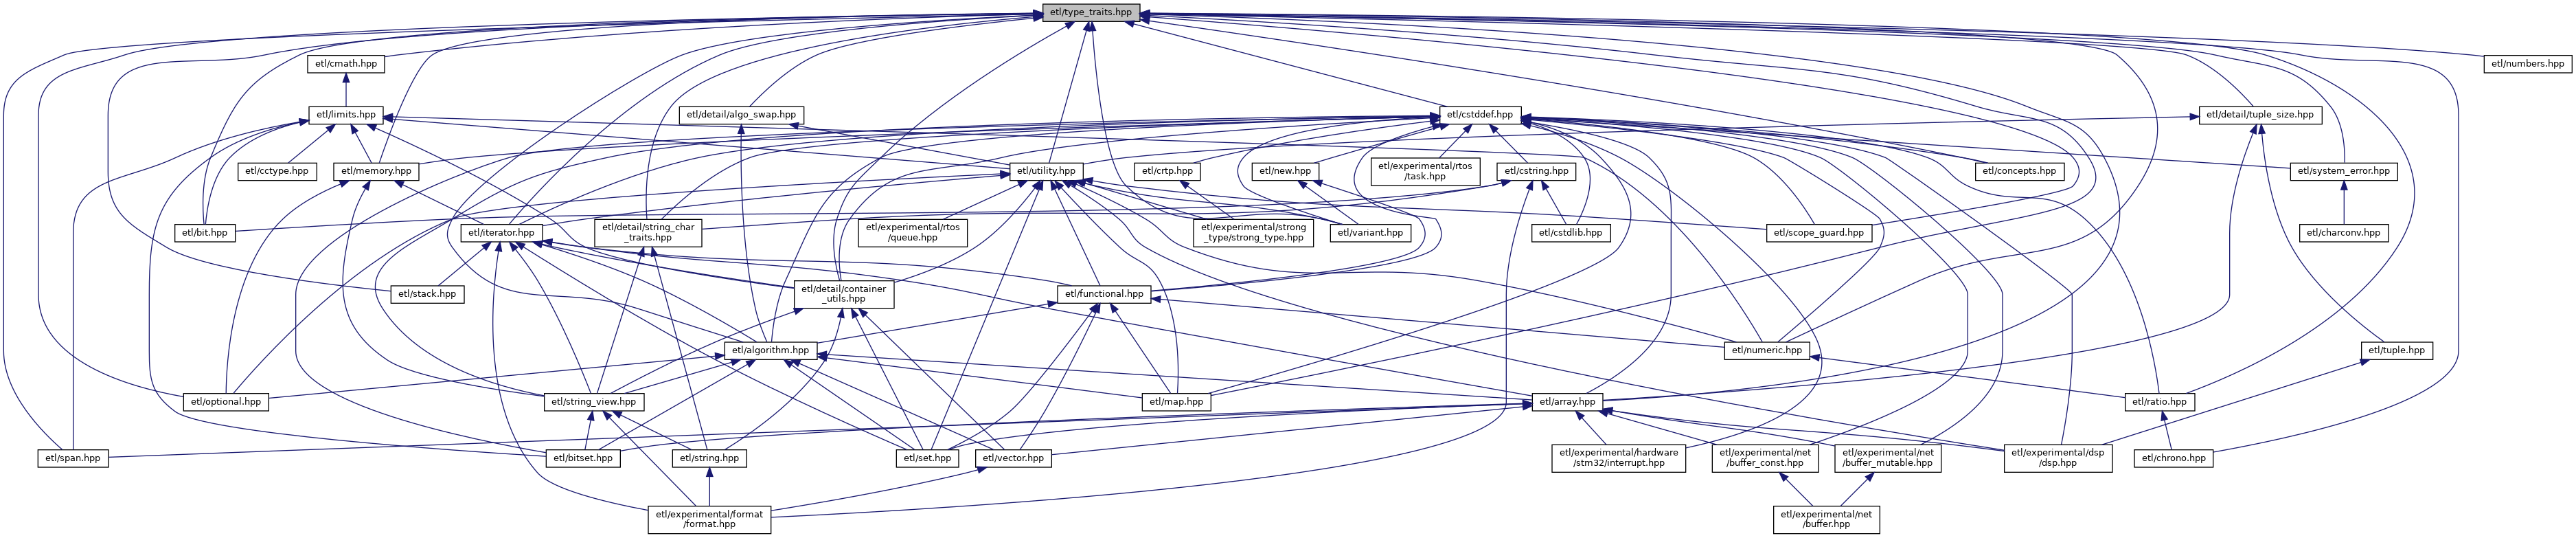 etl/type_traits.hpp
etl/cmath.hpp
etl/numbers.hpp
etl/limits.hpp
etl/detail/algo_swap.hpp
etl/cstddef.hpp
etl/detail/tuple_size.hpp
etl/cctype.hpp
etl/memory.hpp
etl/utility.hpp
etl/crtp.hpp
etl/new.hpp
etl/experimental/rtos
/task.hpp
etl/cstring.hpp
etl/concepts.hpp
etl/system_error.hpp
etl/bit.hpp
etl/iterator.hpp
etl/detail/string_char
_traits.hpp
etl/experimental/rtos
/queue.hpp
etl/experimental/strong
_type/strong_type.hpp
etl/variant.hpp
etl/cstdlib.hpp
etl/scope_guard.hpp
etl/charconv.hpp
etl/stack.hpp
etl/detail/container
_utils.hpp
etl/functional.hpp
etl/algorithm.hpp
etl/numeric.hpp
etl/tuple.hpp
etl/optional.hpp
etl/string_view.hpp
etl/map.hpp
etl/array.hpp
etl/ratio.hpp
etl/span.hpp
etl/bitset.hpp
etl/string.hpp
etl/set.hpp
etl/vector.hpp
etl/experimental/hardware
/stm32/interrupt.hpp
etl/experimental/net
/buffer_const.hpp
etl/experimental/net
/buffer_mutable.hpp
etl/experimental/dsp
/dsp.hpp
etl/chrono.hpp
etl/experimental/format
/format.hpp
etl/experimental/net
/buffer.hpp